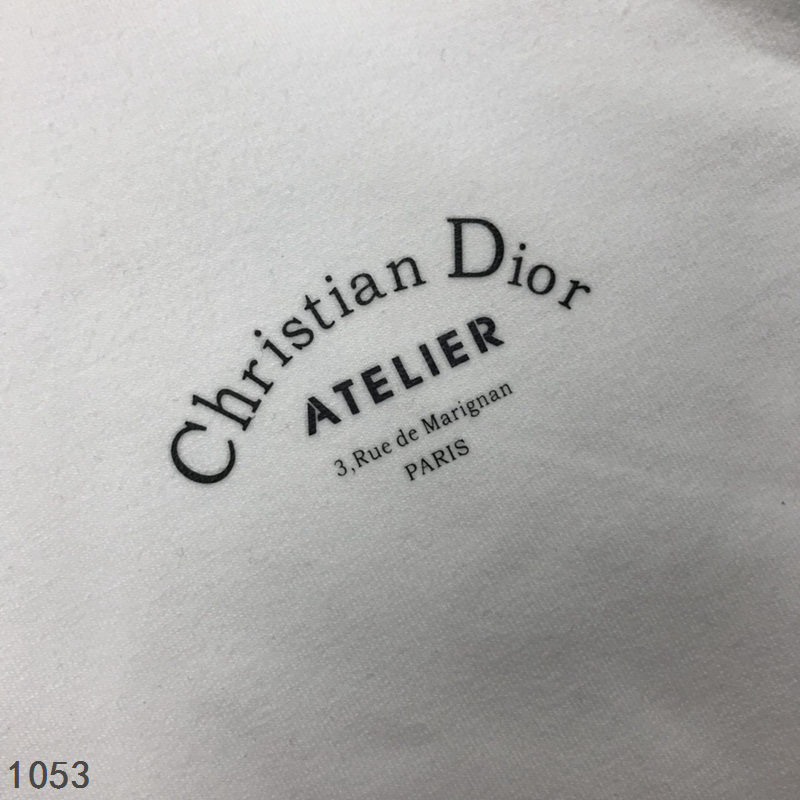 Christian Dior
ATELIER
3,Rue de Marignan
PARIS
1053